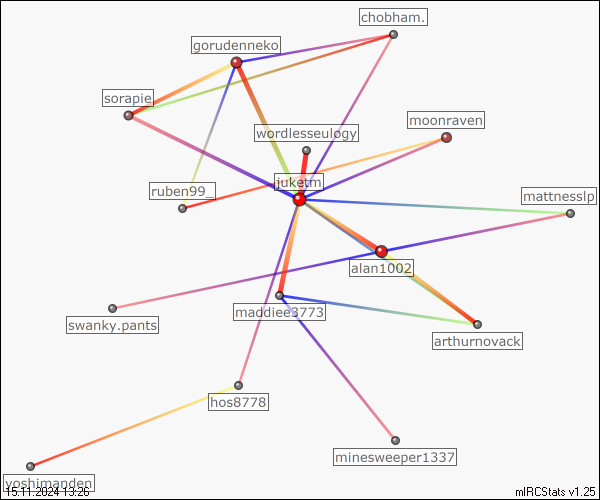 chobham.
gorudenneko
sorapie
moonraven
wordlesseulogy
juketm
ruben99_
mattnesslp
alan1002
maddiee3773
swanky.pants
arthurnovack
hos8778
minesweeper1337
yoshimanden
15.11.2024 13:26
mIRCStats v1.25